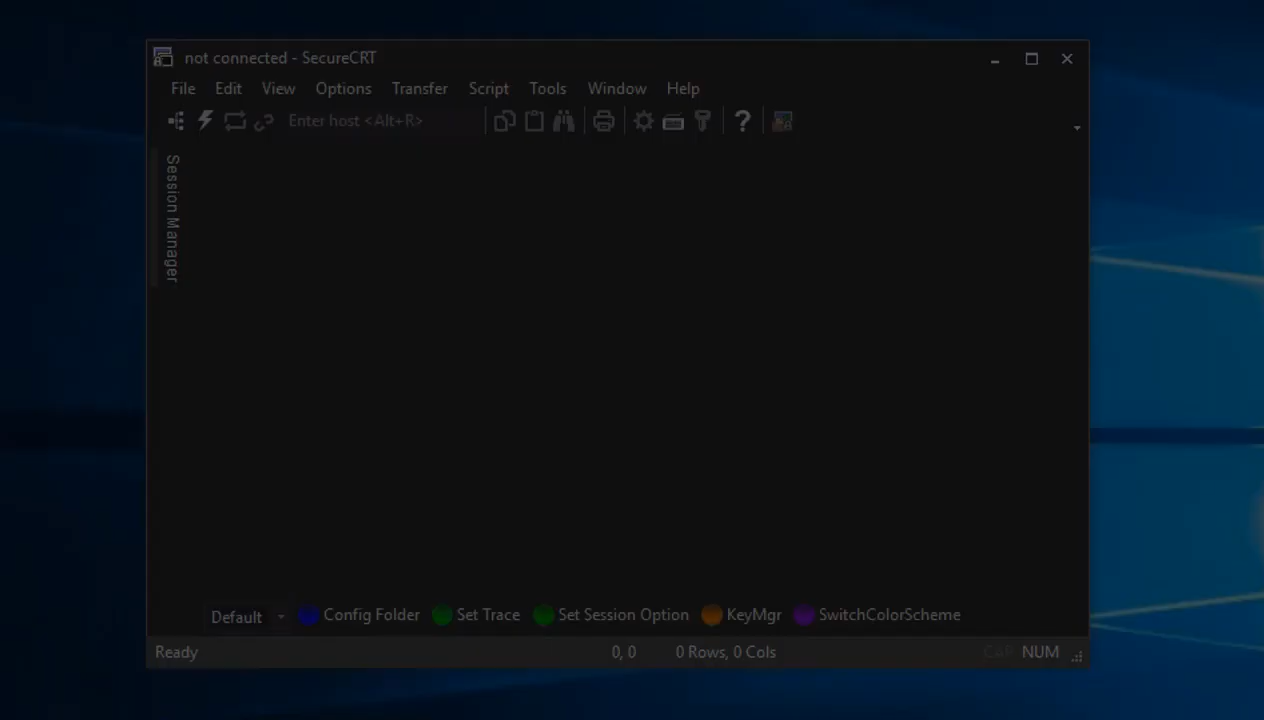 not connected - SecureCRT
File Edit View Options Transfer Script Tools Window Help
Enter host <Alt+R>
Session Manager
Default Config Folder Set Trace Set Session Option KeyMgr SwitchColorScheme
Ready 0, 0 0 Rows, 0 Cols CAP NUM